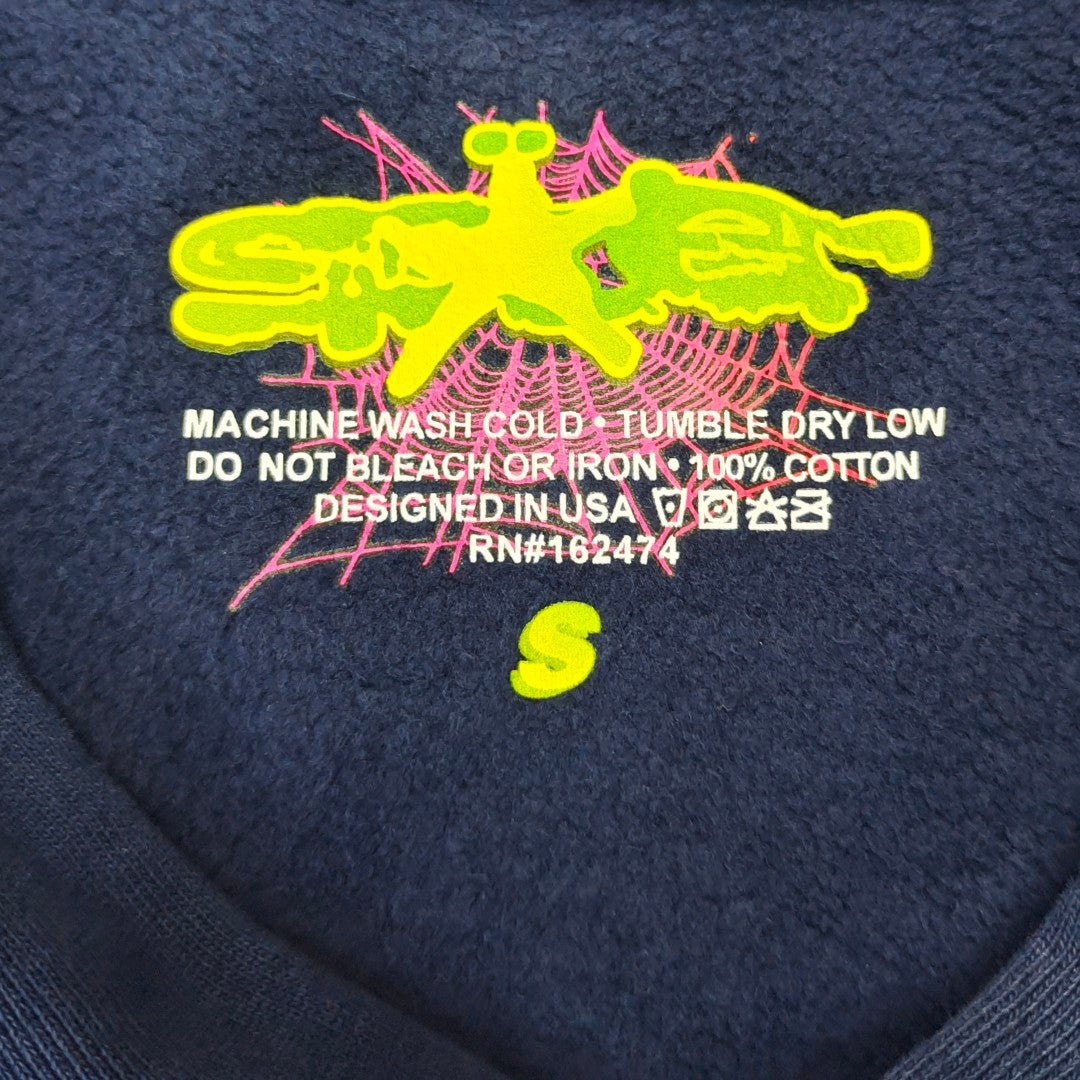 MACHINE WASH COLD • TUMBLE DRY LOW
DO NOT BLEACH OR IRON • 100% COTTON
DESIGNED IN USA
RN#162474
S